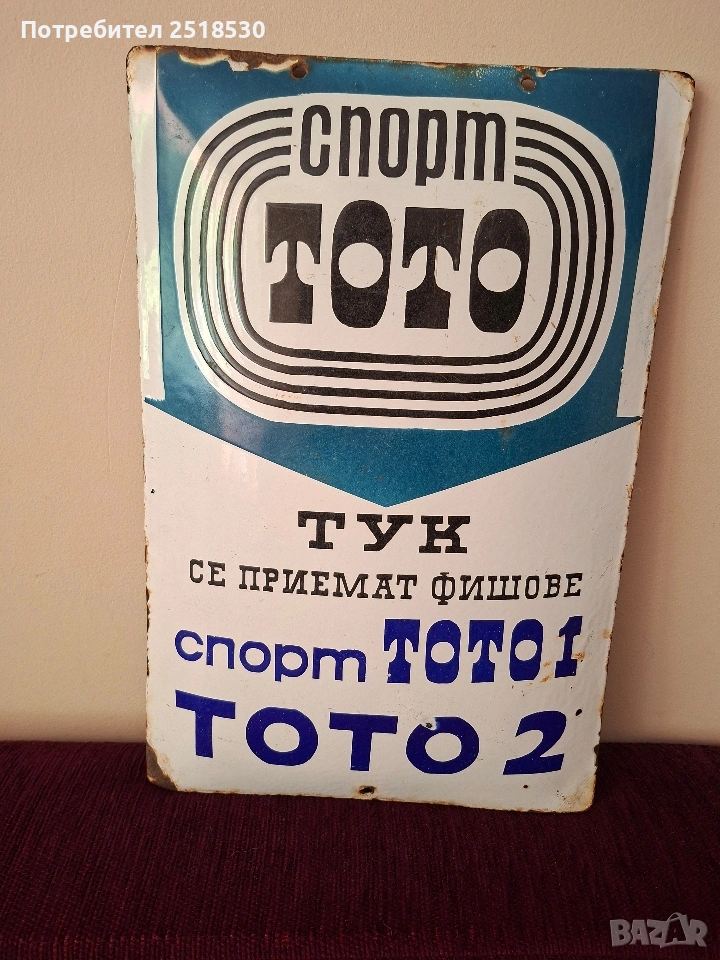 Потребител 2518530
спорт
ТОТО
ТУК
СЕ ПРИЕМАТ ФИШОВЕ
спорт ТОТО 1
ТОТО 2
BAZAR